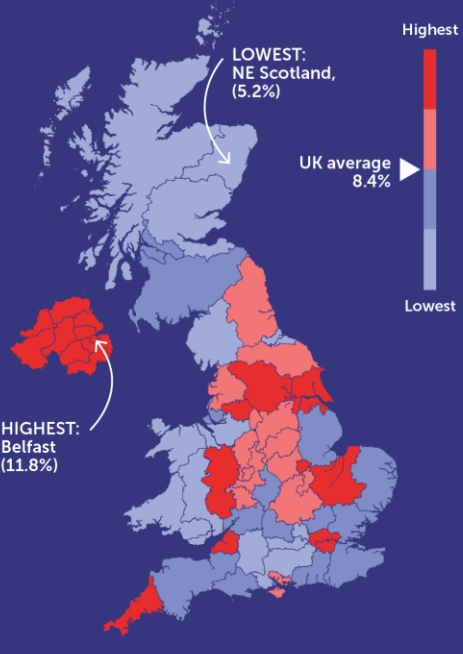 Highest
LOWEST:
NE Scotland,
(5.2%)
UK average
8.4%
Lowest
HIGHEST:
Belfast
(11.8%)